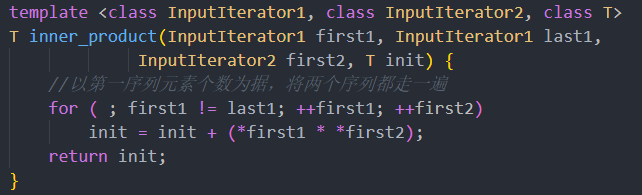 template <class InputIterator1, class InputIterator2, class T>
T inner_product(InputIterator1 first1, InputIterator1 last1,
InputIterator2 first2, T init) {
//以第一序列元素个数为据，将两个序列都走一遍
for ( ; first1 != last1; ++first1, ++first2)
init = init + (*first1 * *first2);
return init;
}